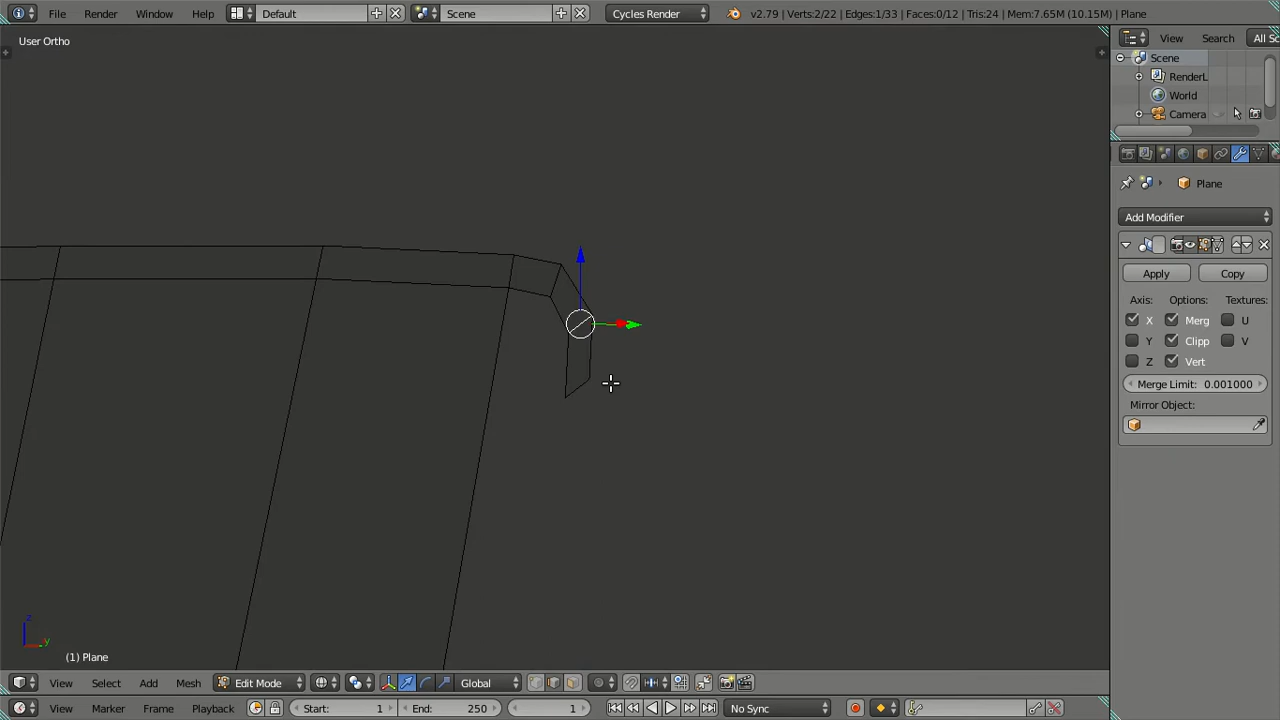 File Render Window Help Default Scene Cycles Render v2.79 | Verts:2/22 | Edges:1/33 | Faces:0/12 | Tris:24 | Mem:7.65M (10.15M) | Plane
User Ortho
View Search All Sc
Scene
RenderL
World
Camera
Plane
Add Modifier
Apply Copy
Axis: Options: Textures:
X Merg U
Y Clipp V
Z Vert
Merge Limit: 0.001000
Mirror Object:
z
y
(1) Plane
View Select Add Mesh Edit Mode Global
View Marker Frame Playback Start: 1 End: 250 1 No Sync